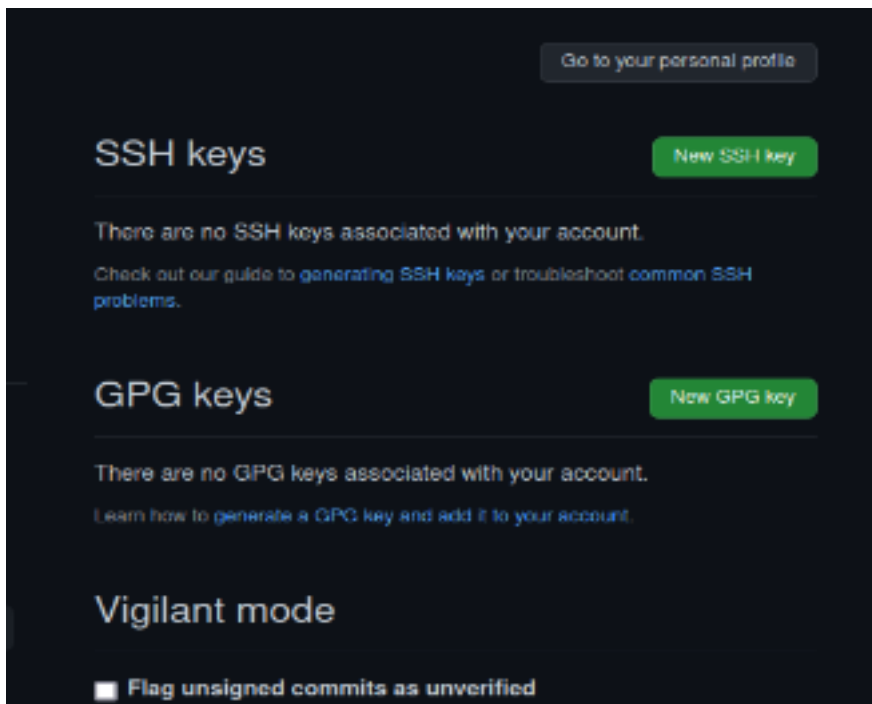 Go to your personal profile
SSH keys
New SSH key
There are no SSH keys associated with your account.
Check out our guide to generating SSH keys or troubleshoot common SSH
problems.
GPG keys
New GPG key
There are no GPG keys associated with your account.
Learn how to generate a GPG key and add it to your account.
Vigilant mode
Flag unsigned commits as unverified